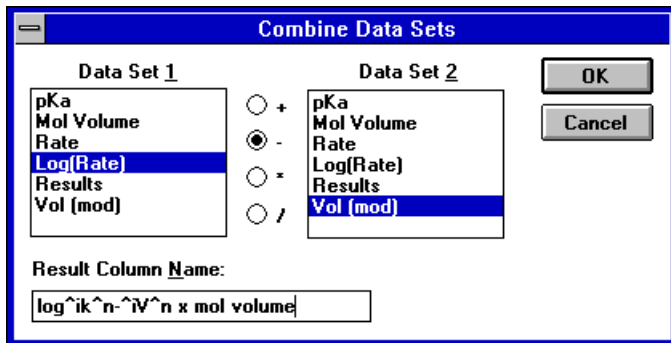 Combine Data Sets
Data Set 1
pKa
Mol Volume
Rate
Log(Rate)
Results
Vol (mod)
+
-
*
/
Data Set 2
pKa
Mol Volume
Rate
Log(Rate)
Results
Vol (mod)
OK
Cancel
Result Column Name:
log^ik^n-^iV^n x mol volume